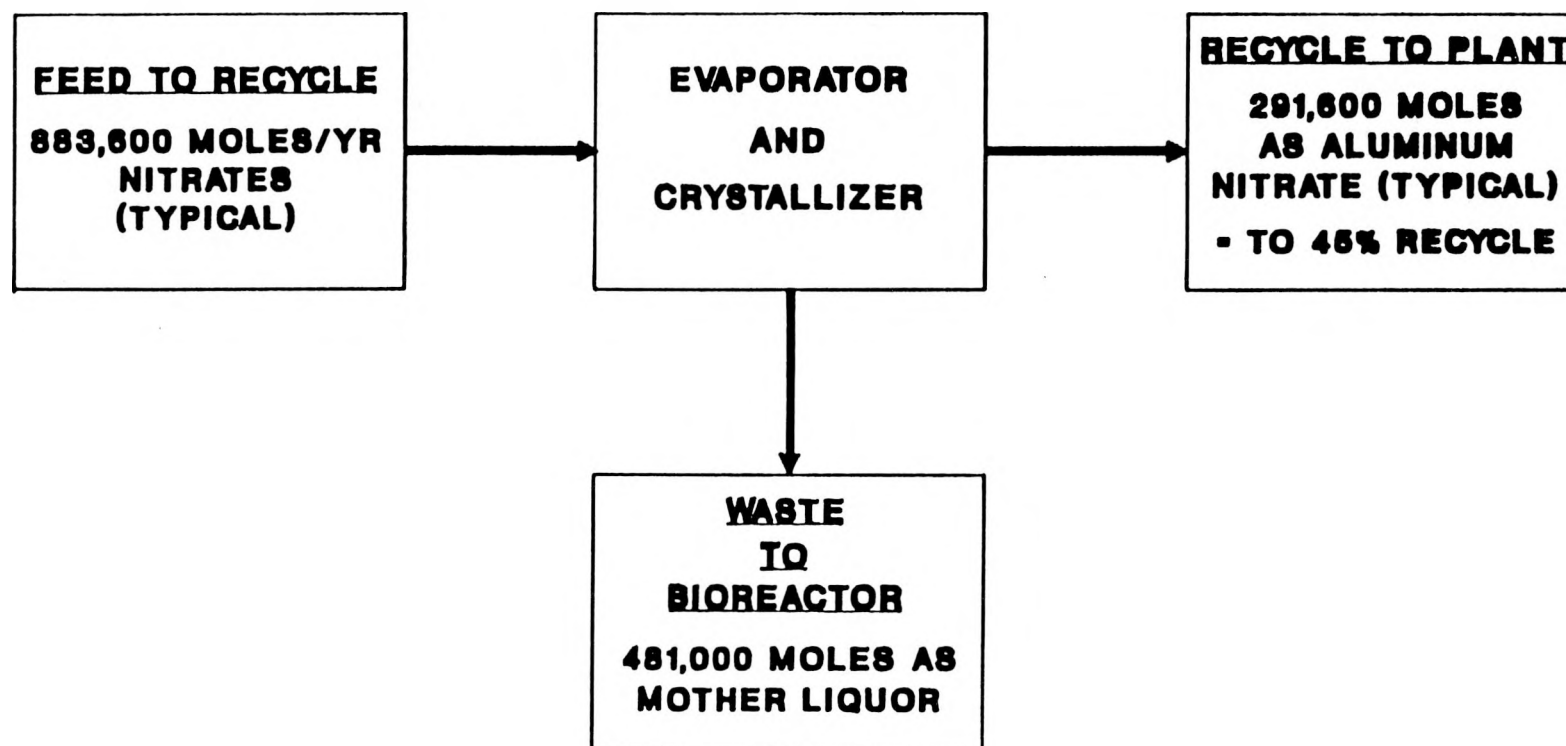 FEED TO RECYCLE
883,600 MOLES/YR
NITRATES
(TYPICAL)
EVAPORATOR
AND
CRYSTALLIZER
RECYCLE TO PLANT
291,600 MOLES
AS ALUMINUM
NITRATE (TYPICAL)
= TO 45% RECYCLE
WASTE
TO
BIOREACTOR
481,000 MOLES AS
MOTHER LIQUOR